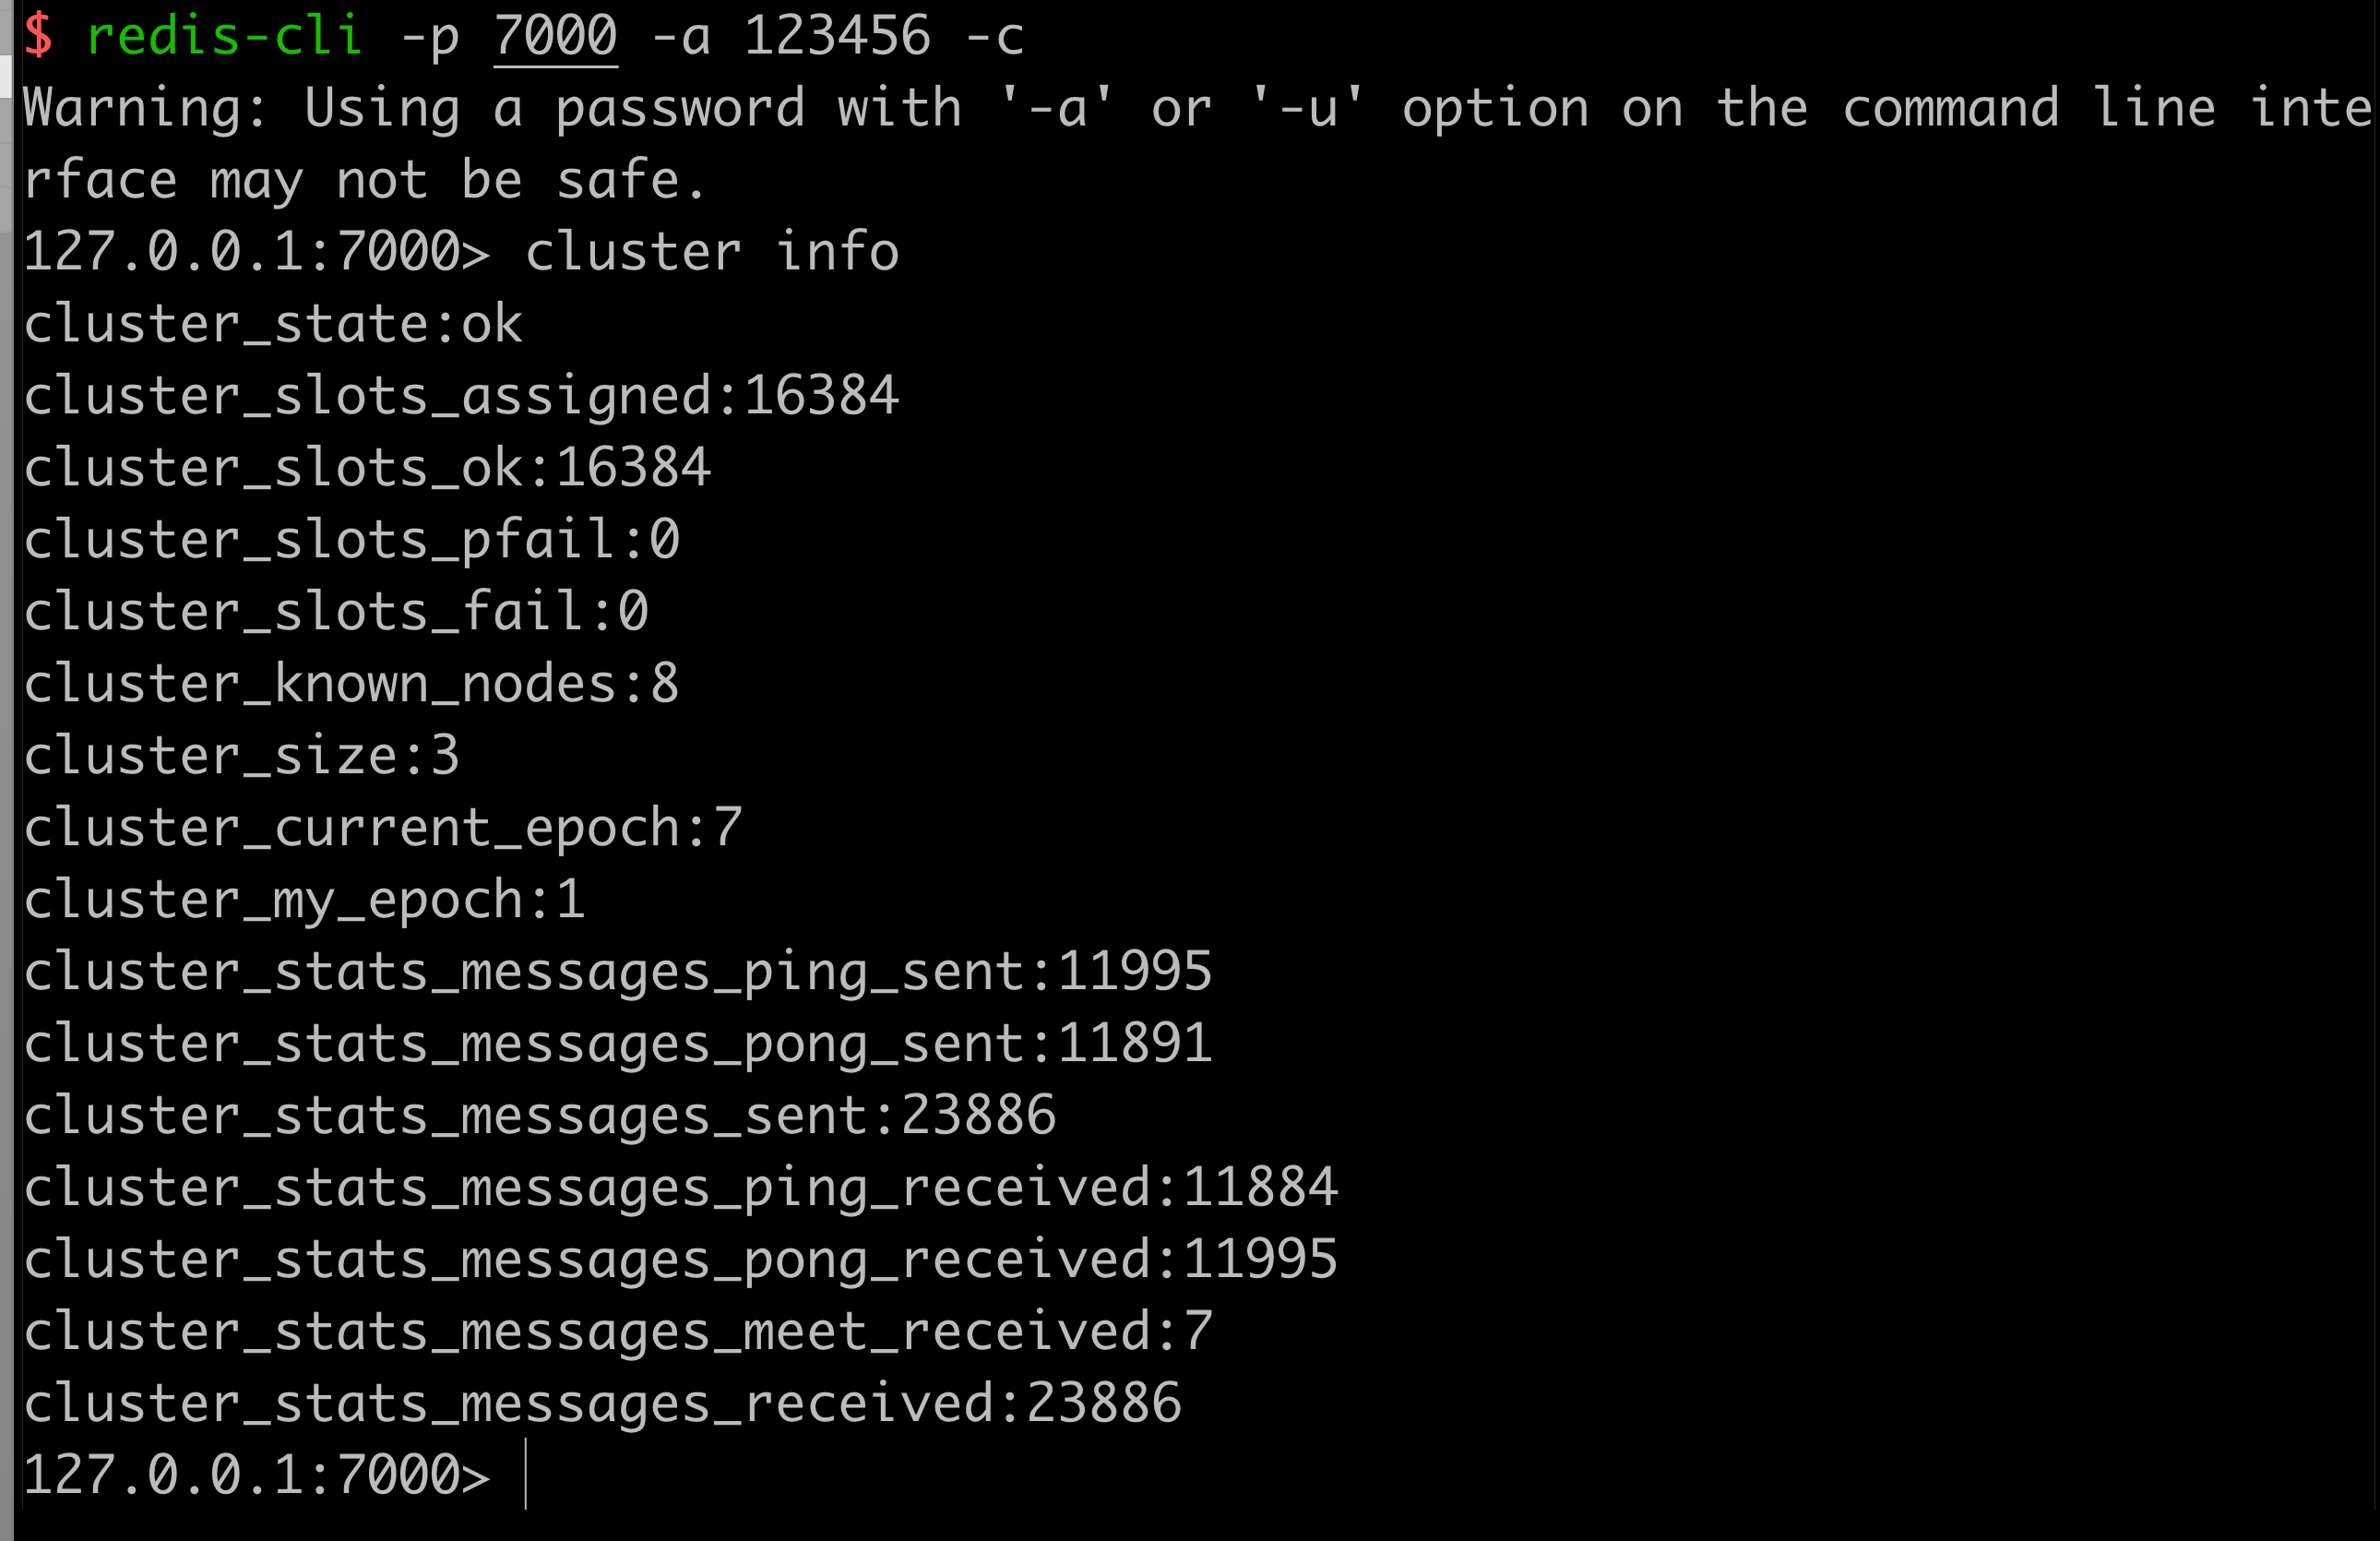 $ redis-cli -p 7000 -a 123456 -c
Warning: Using a password with '-a' or '-u' option on the command line inte
rface may not be safe.
127.0.0.1:7000> cluster info
cluster_state:ok
cluster_slots_assigned:16384
cluster_slots_ok:16384
cluster_slots_pfail:0
cluster_slots_fail:0
cluster_known_nodes:8
cluster_size:3
cluster_current_epoch:7
cluster_my_epoch:1
cluster_stats_messages_ping_sent:11995
cluster_stats_messages_pong_sent:11891
cluster_stats_messages_sent:23886
cluster_stats_messages_ping_received:11884
cluster_stats_messages_pong_received:11995
cluster_stats_messages_meet_received:7
cluster_stats_messages_received:23886
127.0.0.1:7000>